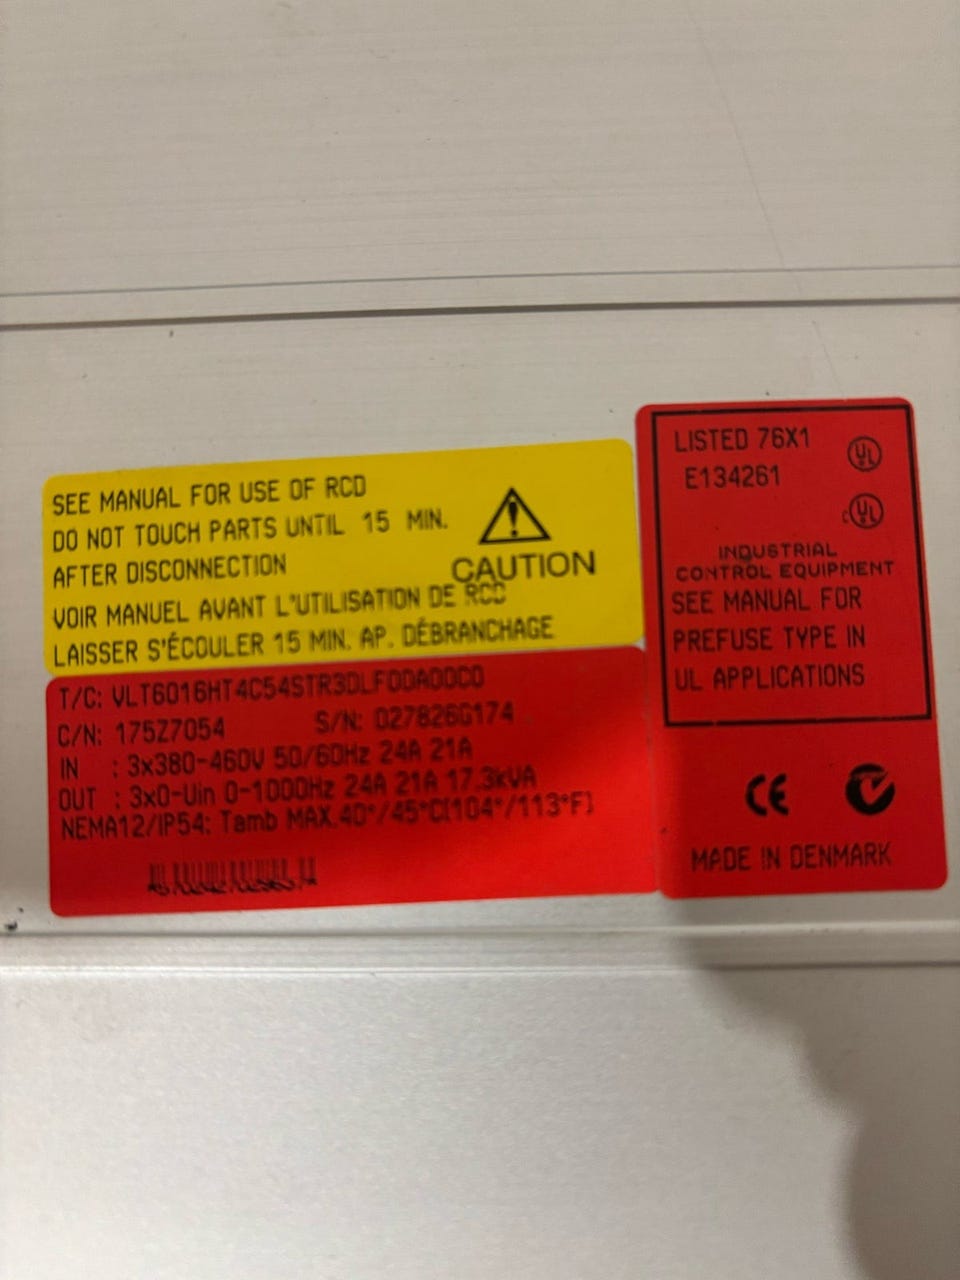 SEE MANUAL FOR USE OF RCD
DO NOT TOUCH PARTS UNTIL 15 MIN.
AFTER DISCONNECTION
CAUTION
VOIR MANUEL AVANT L'UTILISATION DE RCD
LAISSER S'ÉCOULER 15 MIN. AP. DÉBRANCHAGE
T/C: VLT6016HT4C54STR3DLF00A00C0
C/N: 175Z7054 S/N: 027826G174
IN : 3x380-460V 50/60Hz 24A 21A
OUT : 3x0-Uin 0-1000Hz 24A 21A 17.3kVA
NEMA12/IP54: Tamb MAX.40°/45°C(104°/113°F)
LISTED 76X1
UL
E134261
c UL
INDUSTRIAL
CONTROL EQUIPMENT
SEE MANUAL FOR
PREFUSE TYPE IN
UL APPLICATIONS
CE
MADE IN DENMARK